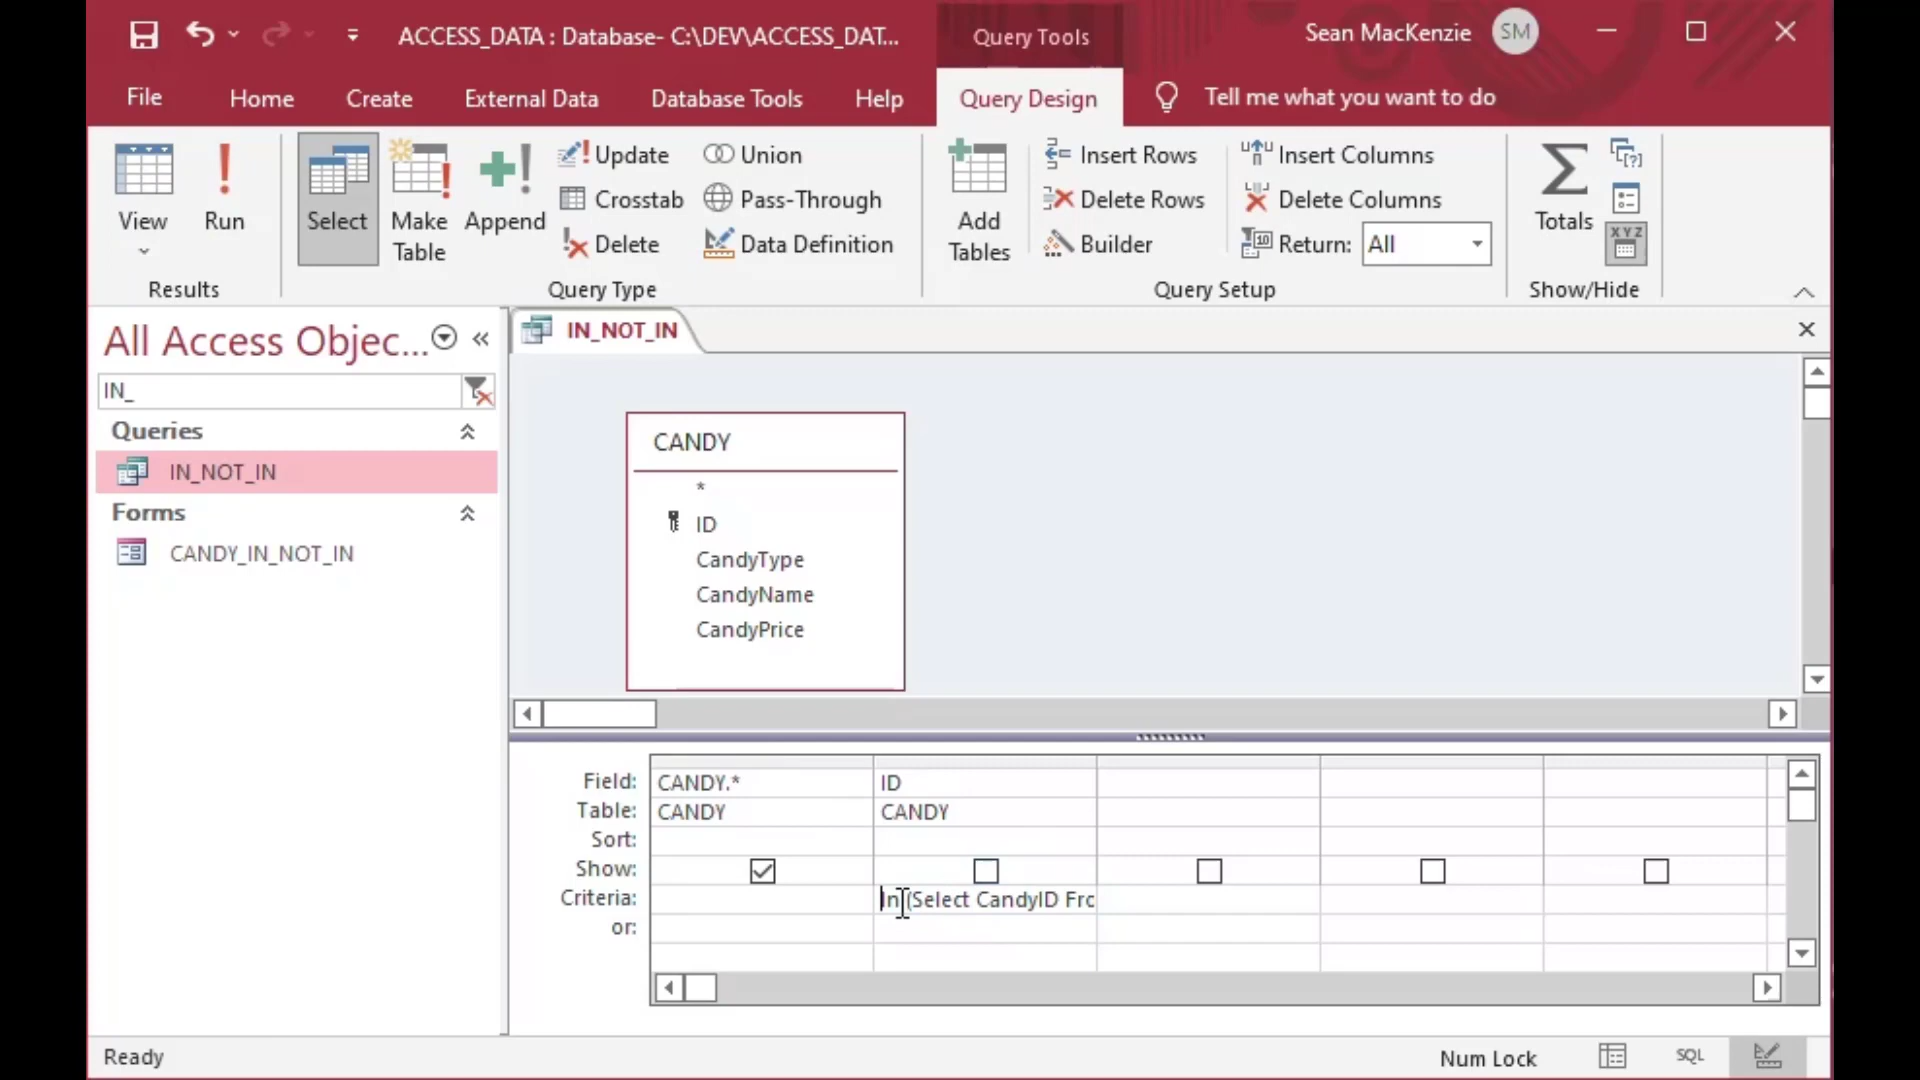 ACCESS_DATA : Database- C:\DEV\ACCESS_DAT...
Query Tools
Sean MacKenzie
SM
File
Home
Create
External Data
Database Tools
Help
Query Design
Tell me what you want to do
View
Run
Select
Make Table
Append
Update
Crosstab
Delete
Union
Pass-Through
Data Definition
Add Tables
Insert Rows
Delete Rows
Builder
Insert Columns
Delete Columns
Return: All
Totals
XYZ
Results
Query Type
Query Setup
Show/Hide
All Access Objec...
IN_
Queries
IN_NOT_IN
Forms
CANDY_IN_NOT_IN
IN_NOT_IN
CANDY
*
ID
CandyType
CandyName
CandyPrice
Field: CANDY.* ID
Table: CANDY CANDY
Sort:
Show:
Criteria: In (Select CandyID Frc
or:
Ready
Num Lock
SQL